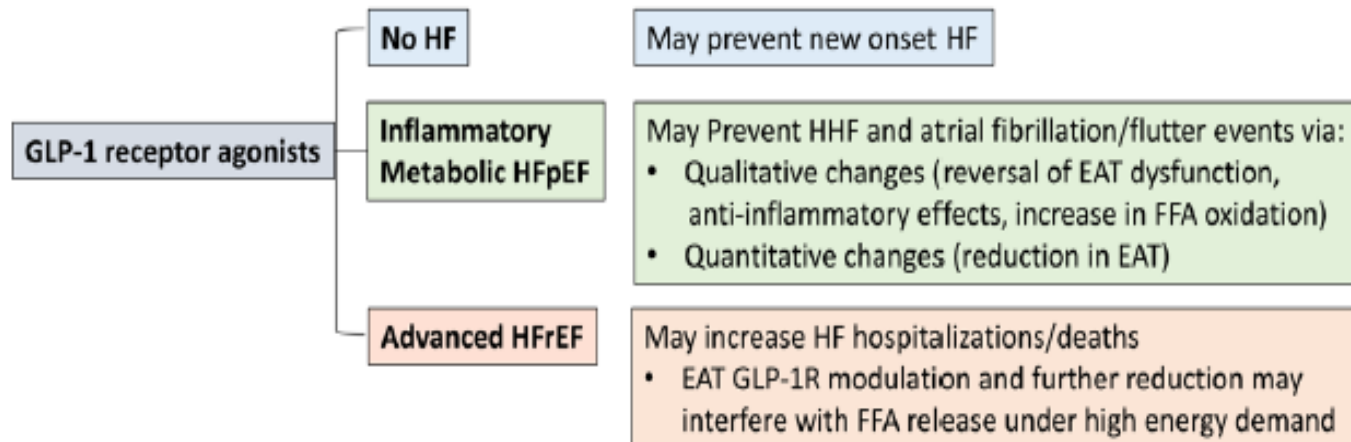 No HF
May prevent new onset HF
GLP-1 receptor agonists
Inflammatory
Metabolic HFpEF
May Prevent HHF and atrial fibrillation/flutter events via:
• Qualitative changes (reversal of EAT dysfunction,
anti-inflammatory effects, increase in FFA oxidation)
• Quantitative changes (reduction in EAT)
Advanced HFrEF
May increase HF hospitalizations/deaths
• EAT GLP-1R modulation and further reduction may
interfere with FFA release under high energy demand